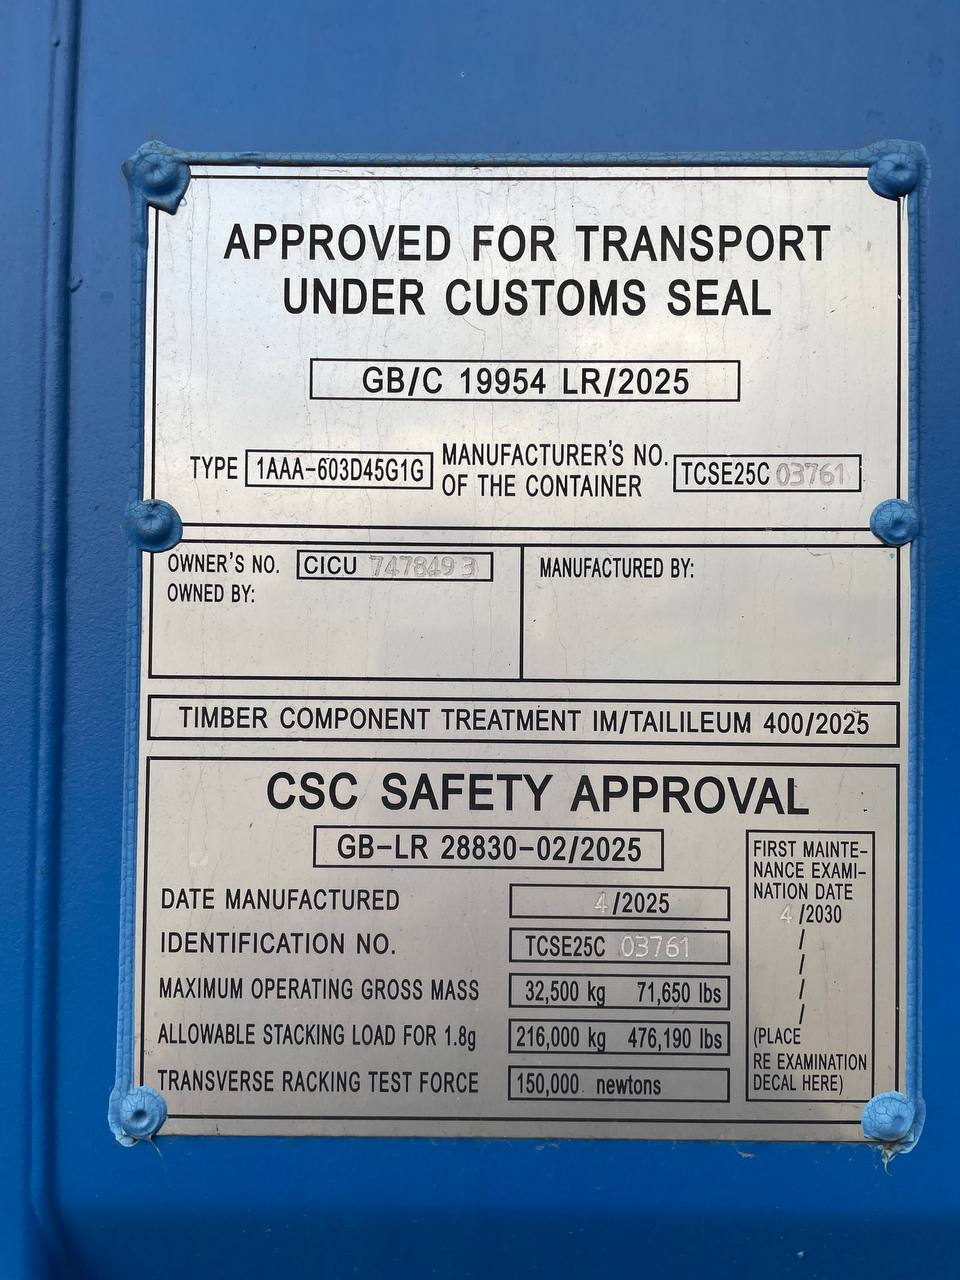 APPROVED FOR TRANSPORT
UNDER CUSTOMS SEAL
GB/C 19954 LR/2025
TYPE 1AAA-603D45G1G MANUFACTURER'S NO. OF THE CONTAINER TCSE25C 03761
OWNER'S NO. CICU 7478493
OWNED BY:
MANUFACTURED BY:
TIMBER COMPONENT TREATMENT IM/TAILILEUM 400/2025
CSC SAFETY APPROVAL
GB-LR 28830-02/2025
DATE MANUFACTURED 4/2025
IDENTIFICATION NO. TCSE25C 03761
MAXIMUM OPERATING GROSS MASS 32,500 kg 71,650 lbs
ALLOWABLE STACKING LOAD FOR 1.8g 216,000 kg 476,190 lbs
TRANSVERSE RACKING TEST FORCE 150,000 newtons
FIRST MAINTE-
NANCE EXAMI-
NATION DATE
4/2030
/
/
/
/
(PLACE
RE EXAMINATION
DECAL HERE)